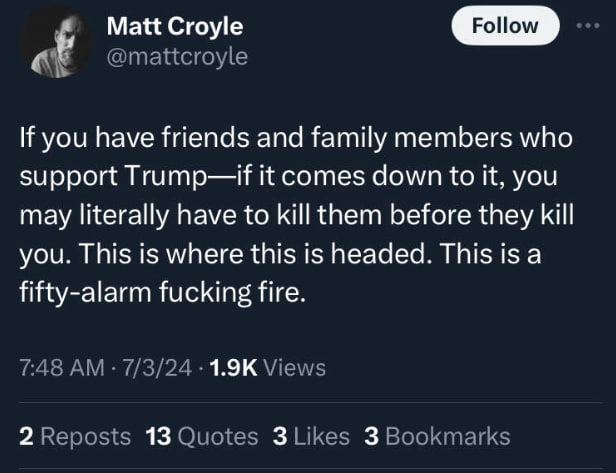 Matt Croyle
@mattcroyle
Follow
If you have friends and family members who
support Trump—if it comes down to it, you
may literally have to kill them before they kill
you. This is where this is headed. This is a
fifty-alarm fucking fire.
7:48 AM · 7/3/24 · 1.9K Views
2 Reposts 13 Quotes 3 Likes 3 Bookmarks